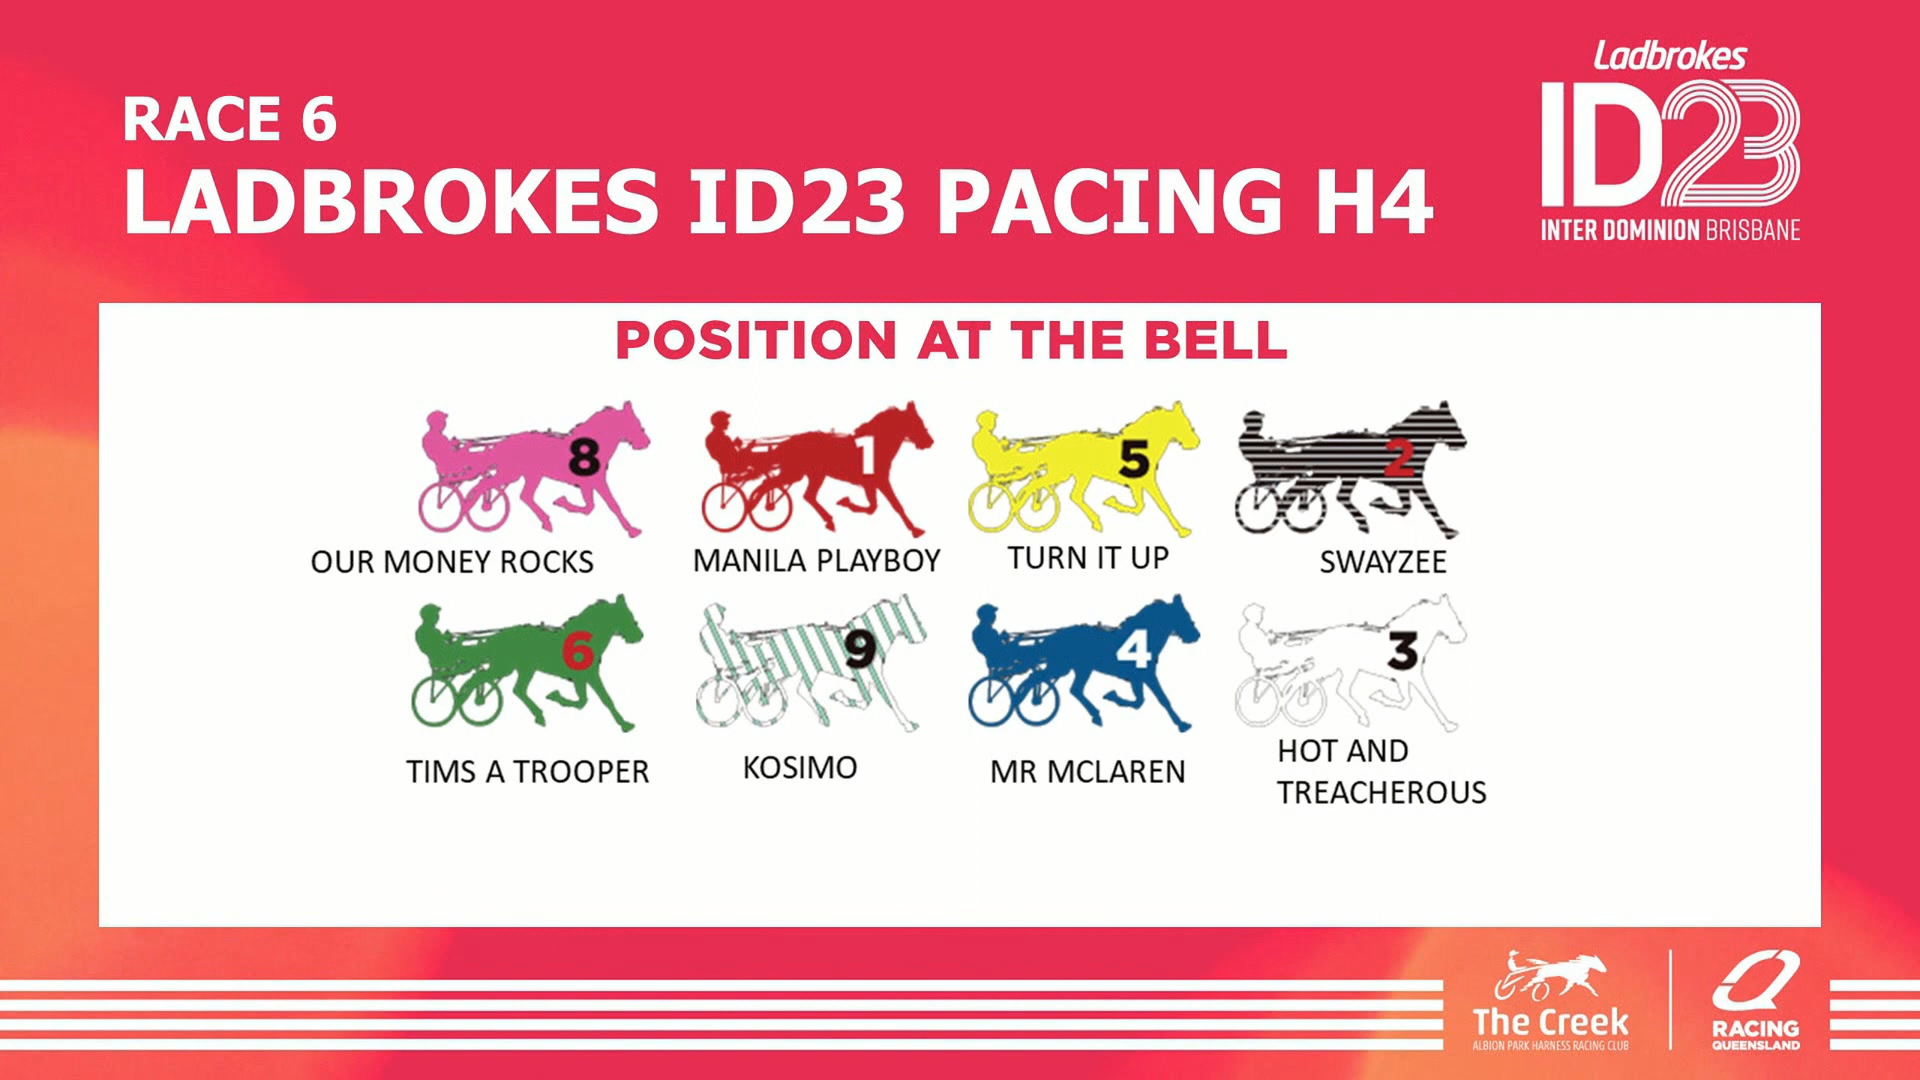 RACE 6
LADBROKES ID23 PACING H4
Ladbrokes
ID23
INTER DOMINION BRISBANE
POSITION AT THE BELL
8 1 5 2
OUR MONEY ROCKS MANILA PLAYBOY TURN IT UP SWAYZEE
6 9 4 3
TIMS A TROOPER KOSIMO MR MCLAREN HOT AND
TREACHEROUS
The Creek
ALBION PARK HARNESS RACING CLUB
RACING
QUEENSLAND